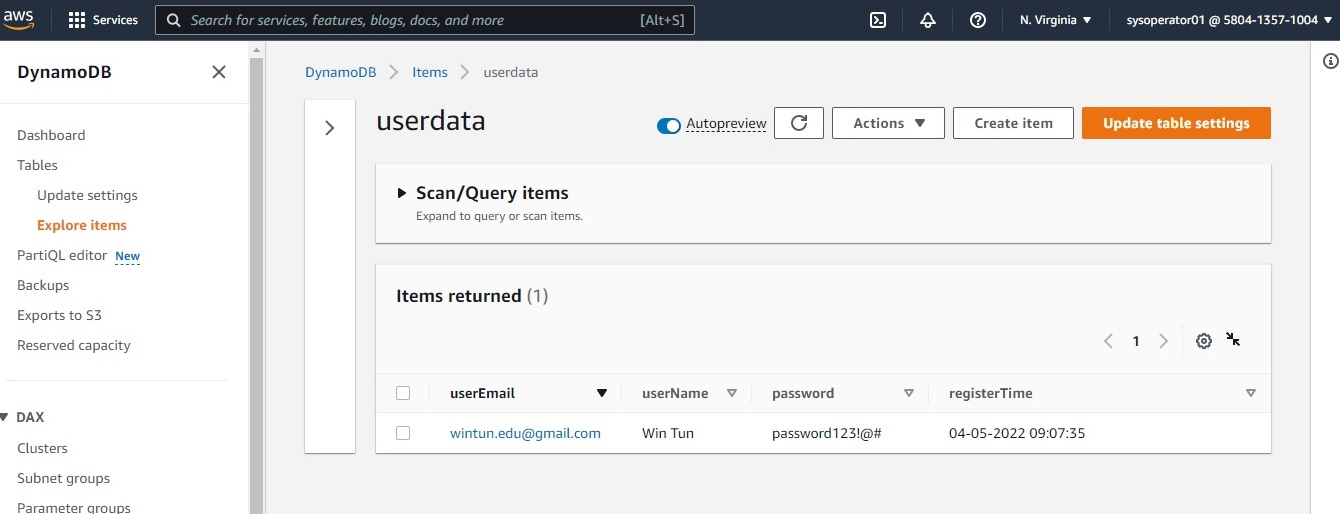 aws Services Search for services, features, blogs, docs, and more [Alt+S] N. Virginia sysoperator01 @ 5804-1357-1004
DynamoDB
Dashboard
Tables
Update settings
Explore items
PartiQL editor New
Backups
Exports to S3
Reserved capacity
DAX
Clusters
Subnet groups
Parameter groups
DynamoDB Items userdata
userdata
Autopreview Actions Create item Update table settings
Scan/Query items
Expand to query or scan items.
Items returned (1)
1
userEmail userName password registerTime
wintun.edu@gmail.com Win Tun password123!@# 04-05-2022 09:07:35